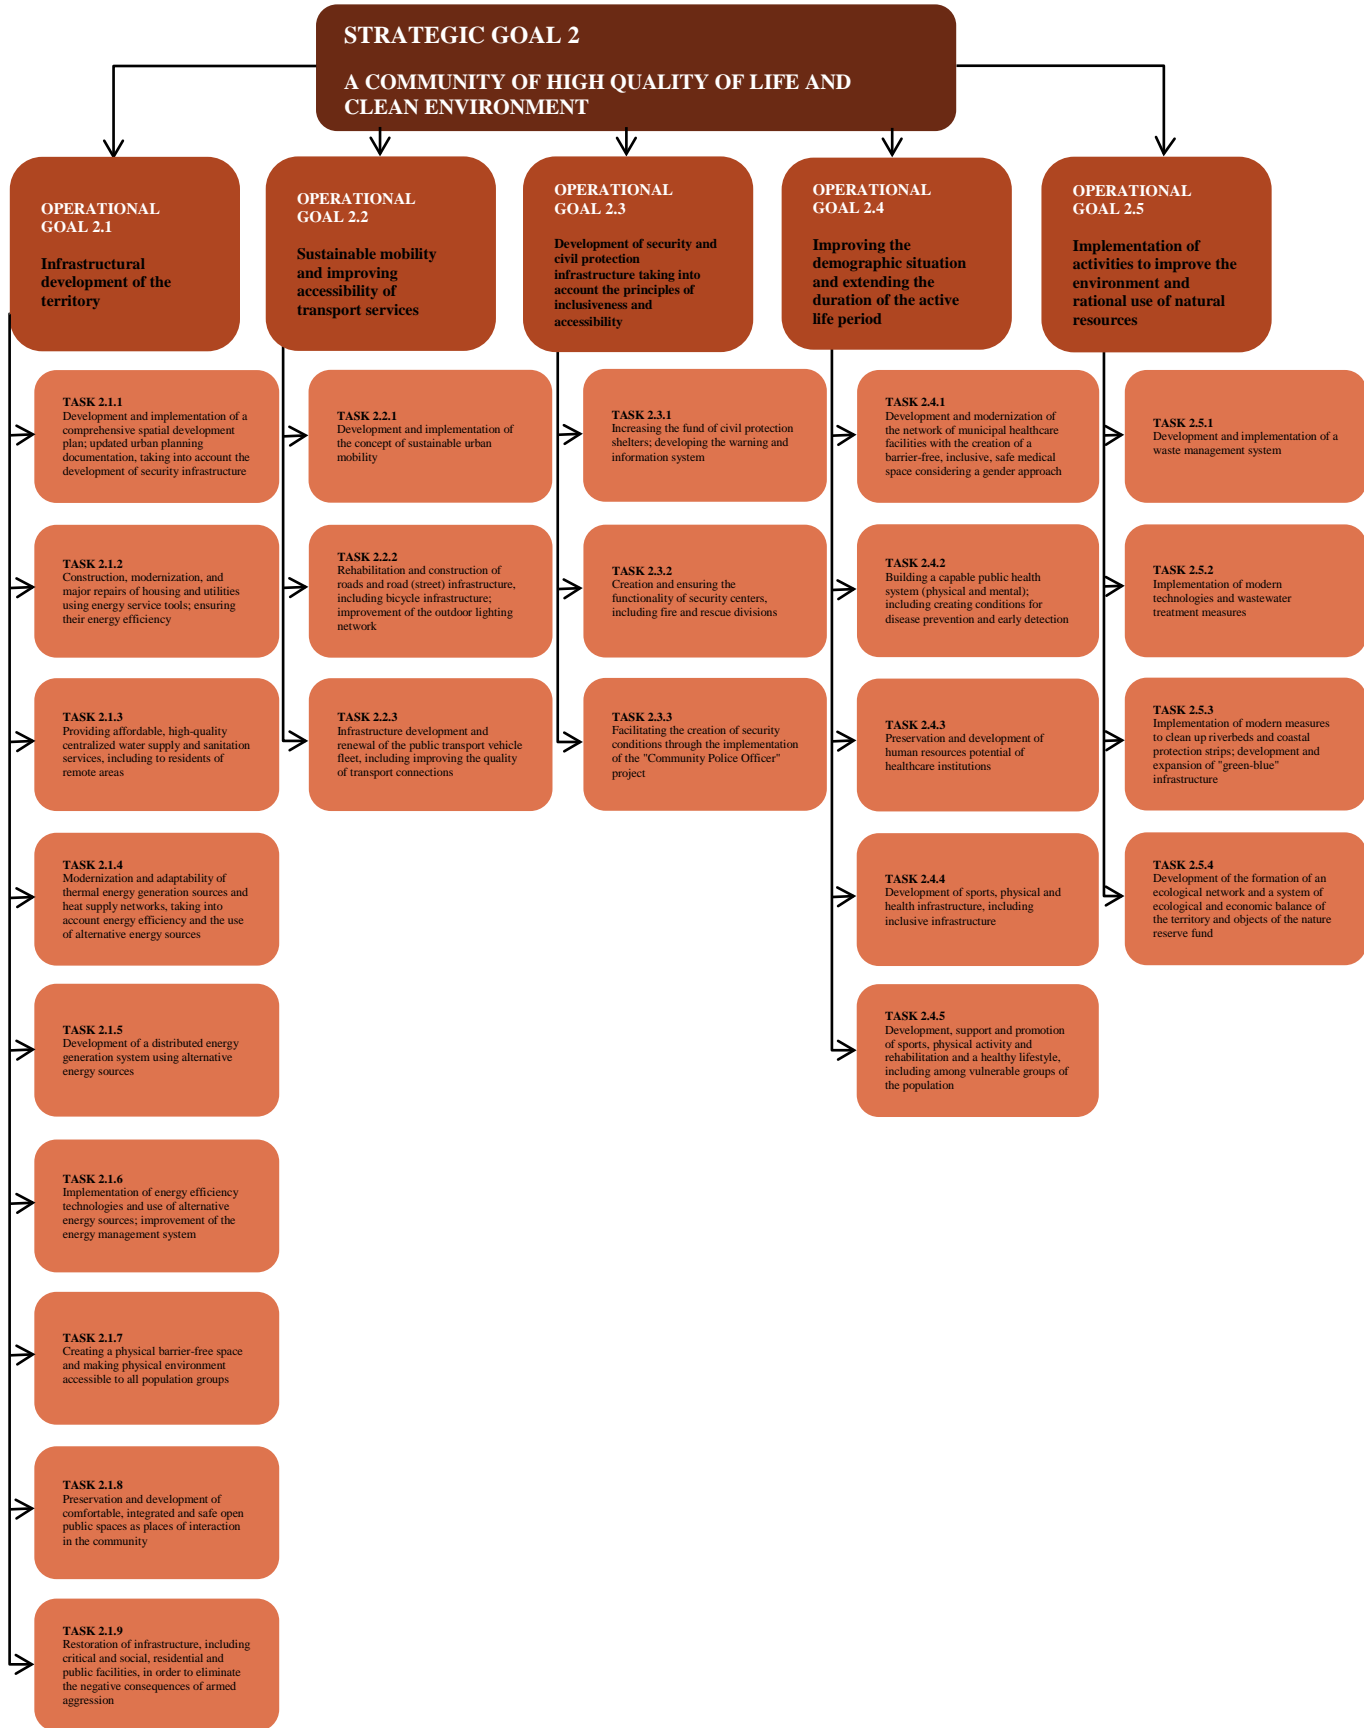 STRATEGIC GOAL 2
A COMMUNITY OF HIGH QUALITY OF LIFE AND
CLEAN ENVIRONMENT
OPERATIONAL
GOAL 2.1
Infrastructural
development of the
territory
OPERATIONAL
GOAL 2.2
Sustainable mobility
and improving
accessibility of
transport services
OPERATIONAL
GOAL 2.3
Development of security and
civil protection
infrastructure taking into
account the principles of
inclusiveness and
accessibility
OPERATIONAL
GOAL 2.4
Improving the
demographic situation
and extending the
duration of the active
life period
OPERATIONAL
GOAL 2.5
Implementation of
activities to improve the
environment and
rational use of natural
resources
TASK 2.1.1
Development and implementation of a
comprehensive spatial development
plan; updated urban planning
documentation, taking into account the
development of security infrastructure
TASK 2.1.2
Construction, modernization, and
major repairs of housing and utilities
using energy service tools; ensuring
their energy efficiency
TASK 2.1.3
Providing affordable, high-quality
centralized water supply and sanitation
services, including to residents of
remote areas
TASK 2.1.4
Modernization and adaptability of
thermal energy generation sources and
heat supply networks, taking into
account energy efficiency and the use
of alternative energy sources
TASK 2.1.5
Development of a distributed energy
generation system using alternative
energy sources
TASK 2.1.6
Implementation of energy efficiency
technologies and use of alternative
energy sources; improvement of the
energy management system
TASK 2.1.7
Creating a physical barrier-free space
and making physical environment
accessible to all population groups
TASK 2.1.8
Preservation and development of
comfortable, integrated and safe open
public spaces as places of interaction
in the community
TASK 2.1.9
Restoration of infrastructure, including
critical and social, residential and
public facilities, in order to eliminate
the negative consequences of armed
aggression
TASK 2.2.1
Development and implementation of
the concept of sustainable urban
mobility
TASK 2.2.2
Rehabilitation and construction of
roads and road (street) infrastructure,
including bicycle infrastructure;
improvement of the outdoor lighting
network
TASK 2.2.3
Infrastructure development and
renewal of the public transport vehicle
fleet, including improving the quality
of transport connections
TASK 2.3.1
Increasing the fund of civil protection
shelters; developing the warning and
information system
TASK 2.3.2
Creation and ensuring the
functionality of security centers,
including fire and rescue divisions
TASK 2.3.3
Facilitating the creation of security
conditions through the implementation
of the "Community Police Officer"
project
TASK 2.4.1
Development and modernization of
the network of municipal healthcare
facilities with the creation of a
barrier-free, inclusive, safe medical
space considering a gender approach
TASK 2.4.2
Building a capable public health
system (physical and mental);
including creating conditions for
disease prevention and early detection
TASK 2.4.3
Preservation and development of
human resources potential of
healthcare institutions
TASK 2.4.4
Development of sports, physical and
health infrastructure, including
inclusive infrastructure
TASK 2.4.5
Development, support and promotion
of sports, physical activity and
rehabilitation and a healthy lifestyle,
including among vulnerable groups of
the population
TASK 2.5.1
Development and implementation of a
waste management system
TASK 2.5.2
Implementation of modern
technologies and wastewater
treatment measures
TASK 2.5.3
Implementation of modern measures
to clean up riverbeds and coastal
protection strips; development and
expansion of "green-blue"
infrastructure
TASK 2.5.4
Development of the formation of an
ecological network and a system of
ecological and economic balance of
the territory and objects of the nature
reserve fund